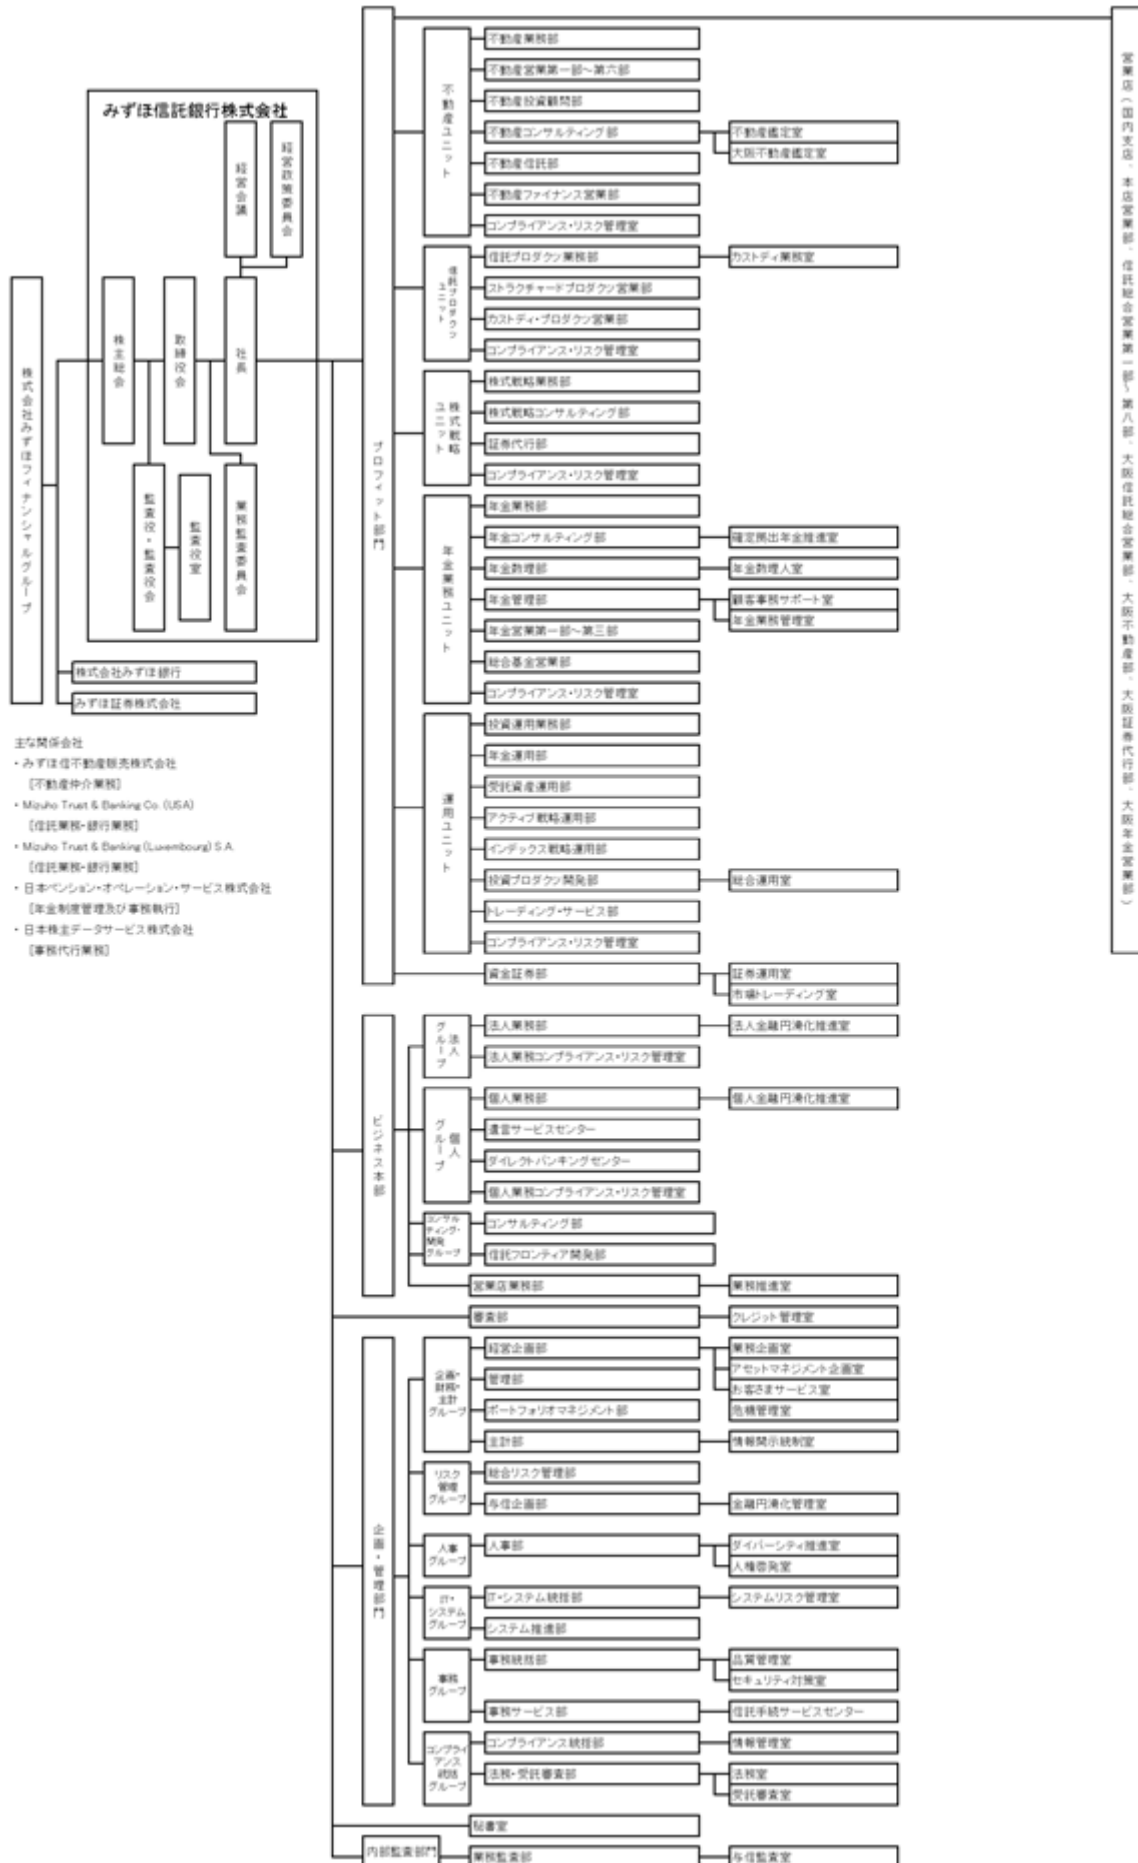 みずほ信託銀行株式会社
経営会議
経営政策委員会
株式会社みずほフィナンシャルグループ
株主総会
取締役会
社長
監査役・監査役会
監査役室
業務監査委員会
株式会社みずほ銀行
みずほ証券株式会社
主な関係会社
・みずほ信不動産販売株式会社
［不動産仲介業務］
・Mizuho Trust & Banking Co. (USA)
［信託業務・銀行業務］
・Mizuho Trust & Banking (Luxembourg) S.A.
［信託業務・銀行業務］
・日本ペンション・オペレーション・サービス株式会社
［年金制度管理及び事務執行］
・日本株主データサービス株式会社
［事務代行業務］
プロフィット部門
不動産ユニット
不動産業務部
不動産営業第一部～第六部
不動産投資顧問部
不動産コンサルティング部
不動産鑑定室
大阪不動産鑑定室
不動産信託部
不動産ファイナンス営業部
コンプライアンス・リスク管理室
信託プロダクツユニット
信託プロダクツ業務部
カストディ業務室
ストラクチャードプロダクツ営業部
カストディ・プロダクツ営業部
コンプライアンス・リスク管理室
株式戦略ユニット
株式戦略業務部
株式戦略コンサルティング部
証券代行部
コンプライアンス・リスク管理室
年金業務ユニット
年金業務部
年金コンサルティング部
確定拠出年金推進室
年金数理部
年金数理人室
年金管理部
顧客事務サポート室
年金業務管理室
年金営業第一部～第三部
総合基金営業部
コンプライアンス・リスク管理室
運用ユニット
投資運用業務部
年金運用部
受託資産運用部
アクティブ戦略運用部
インデックス戦略運用部
投資プロダクツ開発部
総合運用室
トレーディング・サービス部
コンプライアンス・リスク管理室
資金証券部
証券運用室
市場トレーディング室
ビジネス本部
法人グループ
法人業務部
法人金融円滑化推進室
法人業務コンプライアンス・リスク管理室
個人グループ
個人業務部
個人金融円滑化推進室
遺言サービスセンター
ダイレクトバンキングセンター
個人業務コンプライアンス・リスク管理室
コンサルティング・開発グループ
コンサルティング部
信託フロンティア開発部
営業店業務部
業務推進室
審査部
クレジット管理室
企画・管理部門
企画・財務・主計グループ
経営企画部
業務企画室
アセットマネジメント企画室
お客さまサービス室
危機管理室
管理部
ポートフォリオマネジメント部
主計部
情報開示統制室
リスク管理グループ
総合リスク管理部
与信企画部
金融円滑化管理室
人事グループ
人事部
ダイバーシティ推進室
人権啓発室
IT・システムグループ
IT・システム統括部
システムリスク管理室
システム推進部
事務グループ
事務統括部
品質管理室
セキュリティ対策室
事務サービス部
信託手続サービスセンター
コンプライアンス統括グループ
コンプライアンス統括部
情報管理室
法務・受託審査部
法務室
受託審査室
秘書室
内部監査部門
業務監査部
与信監査室
営業店（国内支店、本店営業部、信託総合営業第一部～第八部、大阪信託総合営業部、大阪不動産部、大阪証券代行部、大阪年金営業部）